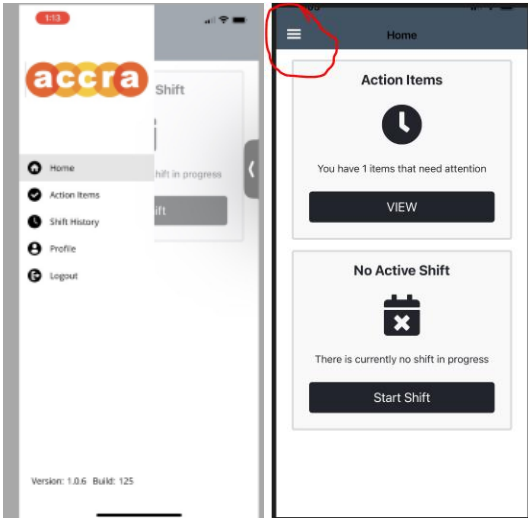 1:13
accra
Shift
hift in progress
ift
Home
Action Items
Shift History
Profile
Logout
Version: 1.0.6 Build: 125
Home
Action Items
You have 1 items that need attention
VIEW
No Active Shift
There is currently no shift in progress
Start Shift